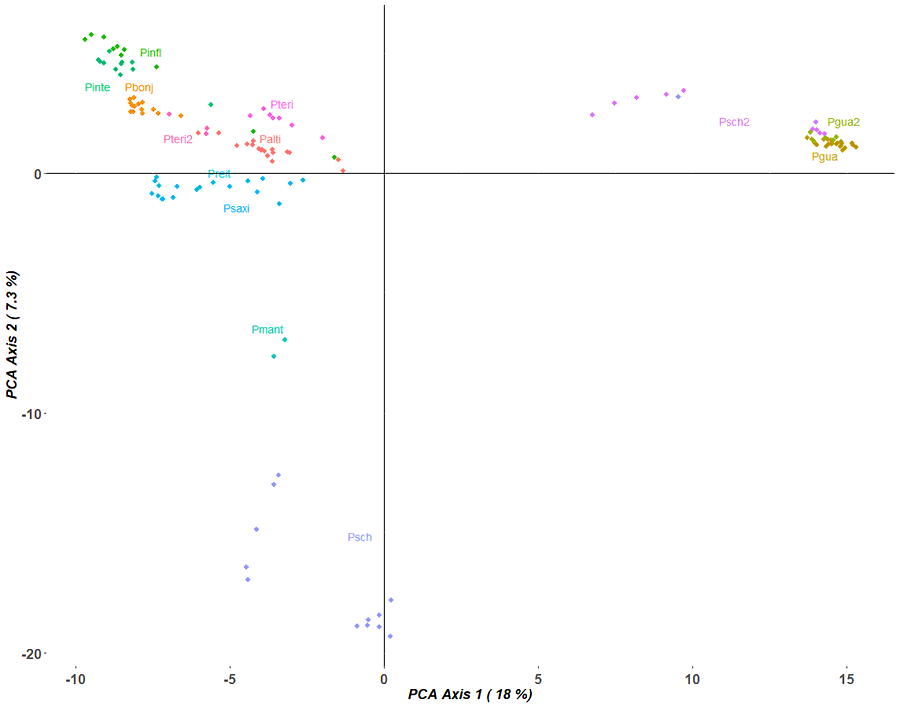 Pinfl
Pinte
Pbonj
Pteri
Psch2
Pgua2
Pteri2
Palti
Pgua
0
Preit
Psaxi
Pmant
-10
Psch
-20
-10
-5
0
5
10
15
PCA Axis 1 ( 18 %)
PCA Axis 2 ( 7.3 %)